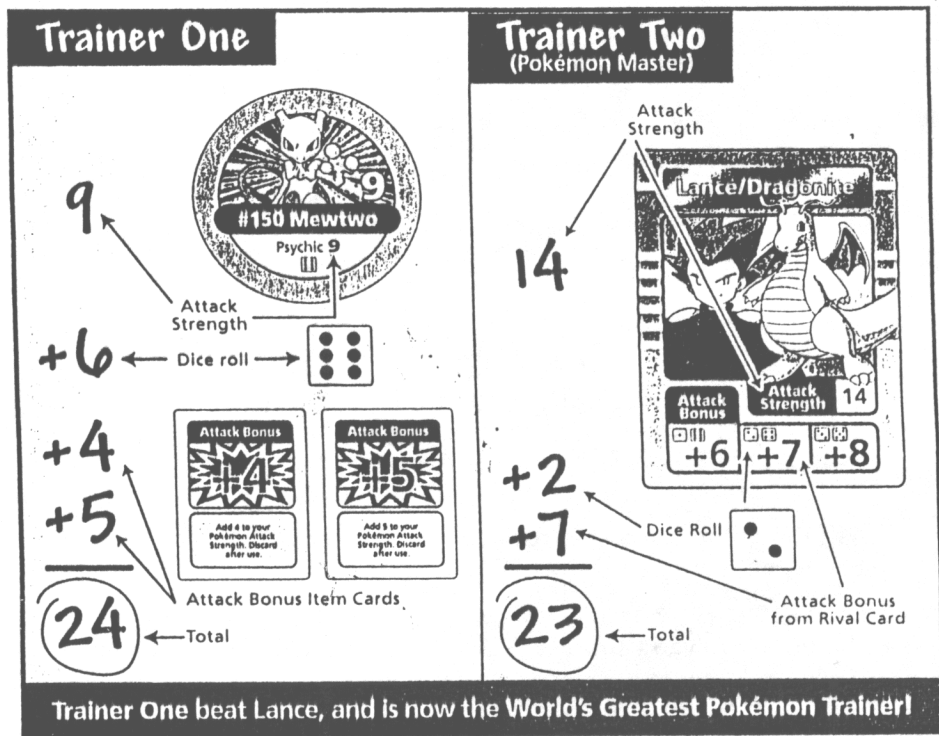 Trainer One
9
9
#150 Mewtwo
Psychic 9
Attack
Strength
+6
Dice roll
+4
+5
Attack Bonus
+4
Add 4 to your
Pokémon Attack
Strength. Discard
after use.
Attack Bonus
+5
Add 5 to your
Pokémon Attack
Strength. Discard
after use.
Attack Bonus Item Cards
24
Total
Trainer Two
(Pokémon Master)
Attack
Strength
14
Lance/Dragonite
Attack
Strength
14
Attack
Bonus
+6 +7 +8
+2
Dice Roll
+7
Attack Bonus
from Rival Card
23
Total
Trainer One beat Lance, and is now the World's Greatest Pokémon Trainer!